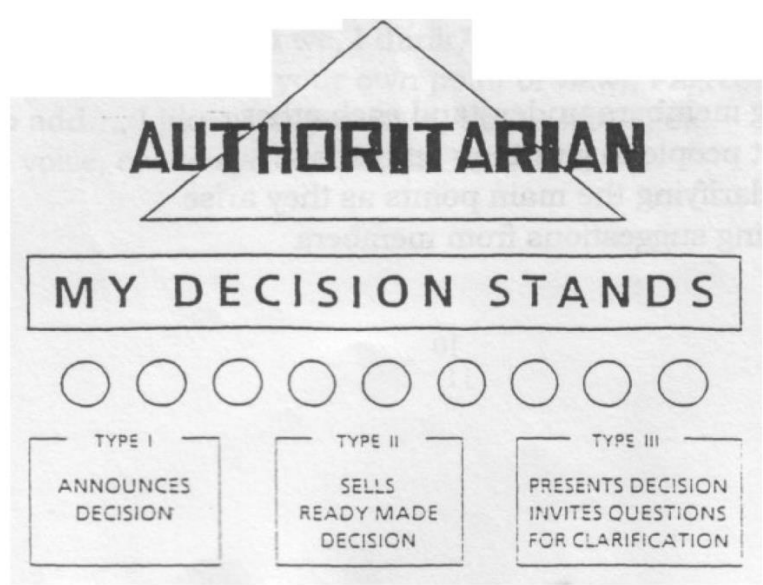 AUTHORITARIAN
MY DECISION STANDS
TYPE I
ANNOUNCES
DECISION
TYPE II
SELLS
READY MADE
DECISION
TYPE III
PRESENTS DECISION
INVITES QUESTIONS
FOR CLARIFICATION